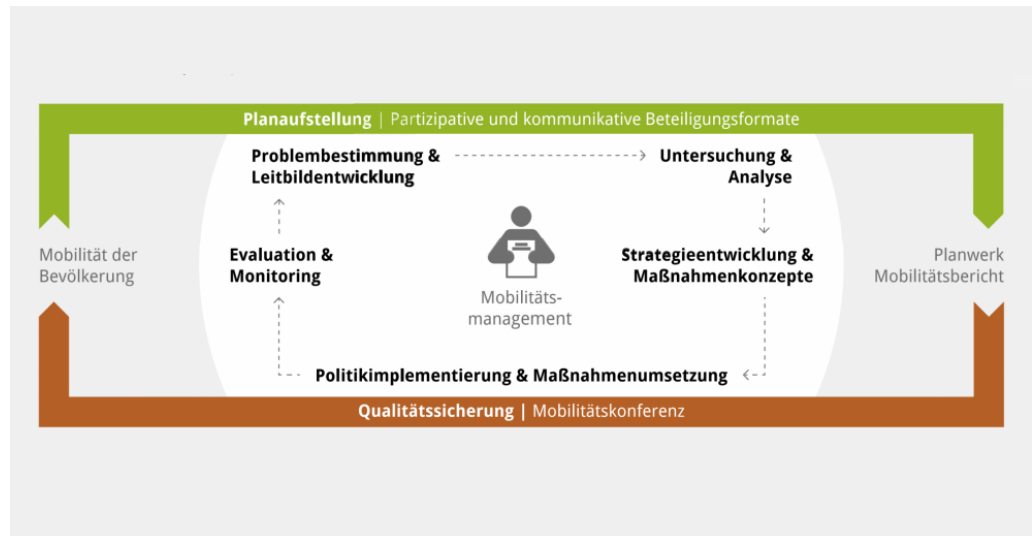 Planaufstellung | Partizipative und kommunikative Beteiligungsformate
Problembestimmung &
Leitbildentwicklung
Untersuchung &
Analyse
Mobilität der
Bevölkerung
Evaluation &
Monitoring
Strategieentwicklung &
Maßnahmenkonzepte
Planwerk
Mobilitätsbericht
Mobilitäts-
management
Politikimplementierung & Maßnahmenumsetzung
Qualitätssicherung | Mobilitätskonferenz